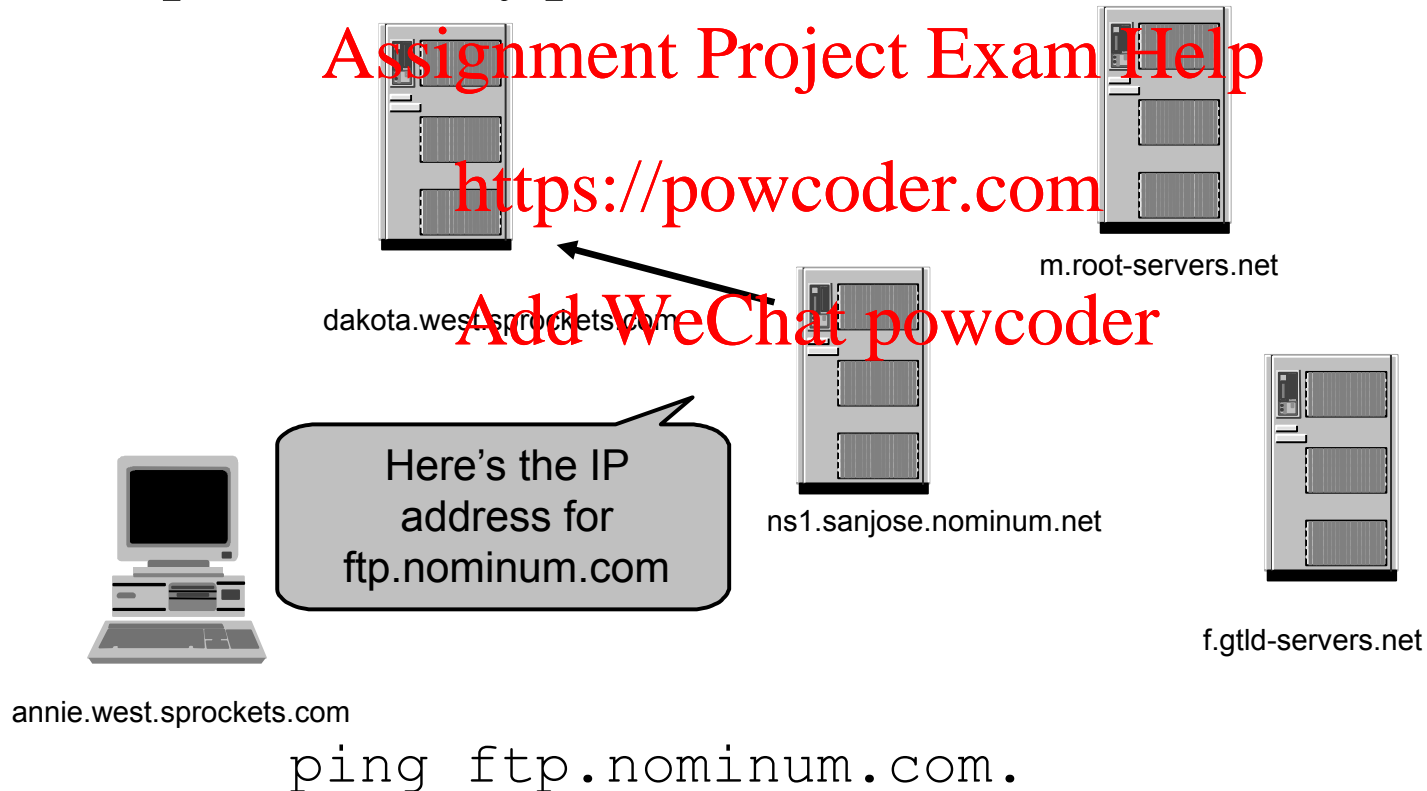 Assignment Project Exam Help
https://powcoder.com
m.root-servers.net
dakota.west.sprockets.com
Add WeChat powcoder
Here’s the IP
address for
ftp.nominum.com
ns1.sanjose.nominum.net
f.gtld-servers.net
annie.west.sprockets.com
ping ftp.nominum.com.